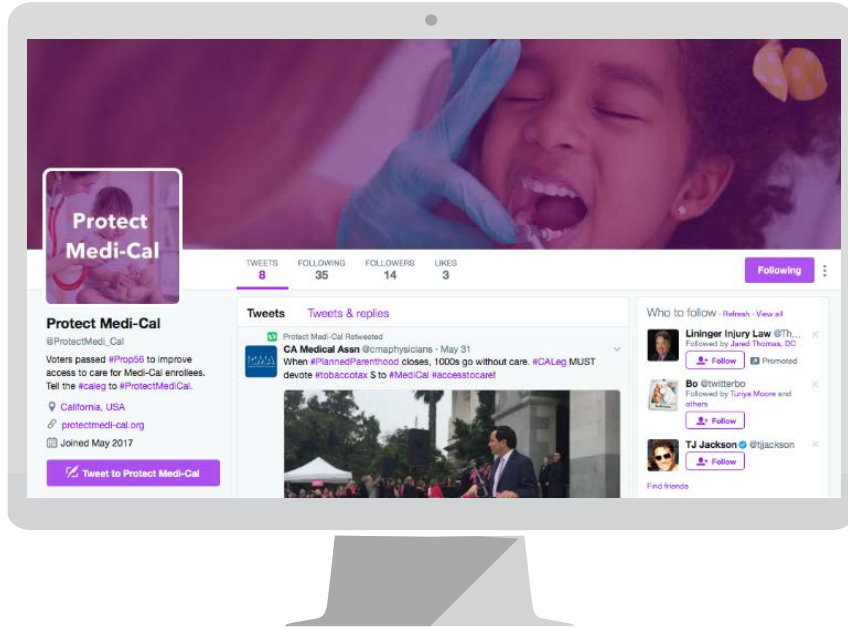 Protect
Medi-Cal
TWEETS
8
FOLLOWING
35
FOLLOWERS
14
LIKES
3
Following
Protect Medi-Cal
@ProtectMedi_Cal
Voters passed #Prop56 to improve
access to care for Medi-Cal enrollees.
Tell the #caleg to #ProtectMediCal.
California, USA
protectmedi-cal.org
Joined May 2017
Tweet to Protect Medi-Cal
Tweets Tweets & replies
Protect Medi-Cal Retweeted
CA Medical Assn @cmaphysicians · May 31
When #PlannedParenthood closes, 1000s go without care. #CALeg MUST
devote #tobaccotax $ to #MediCal #accesstocare!
Who to follow · Refresh · View all
Lininger Injury Law @Th...
Followed by Jared Thomas, DC
Follow Promoted
Bo @twitterbo
Followed by Turiya Moore and
others
Follow
TJ Jackson @tjjackson
Follow
Find friends